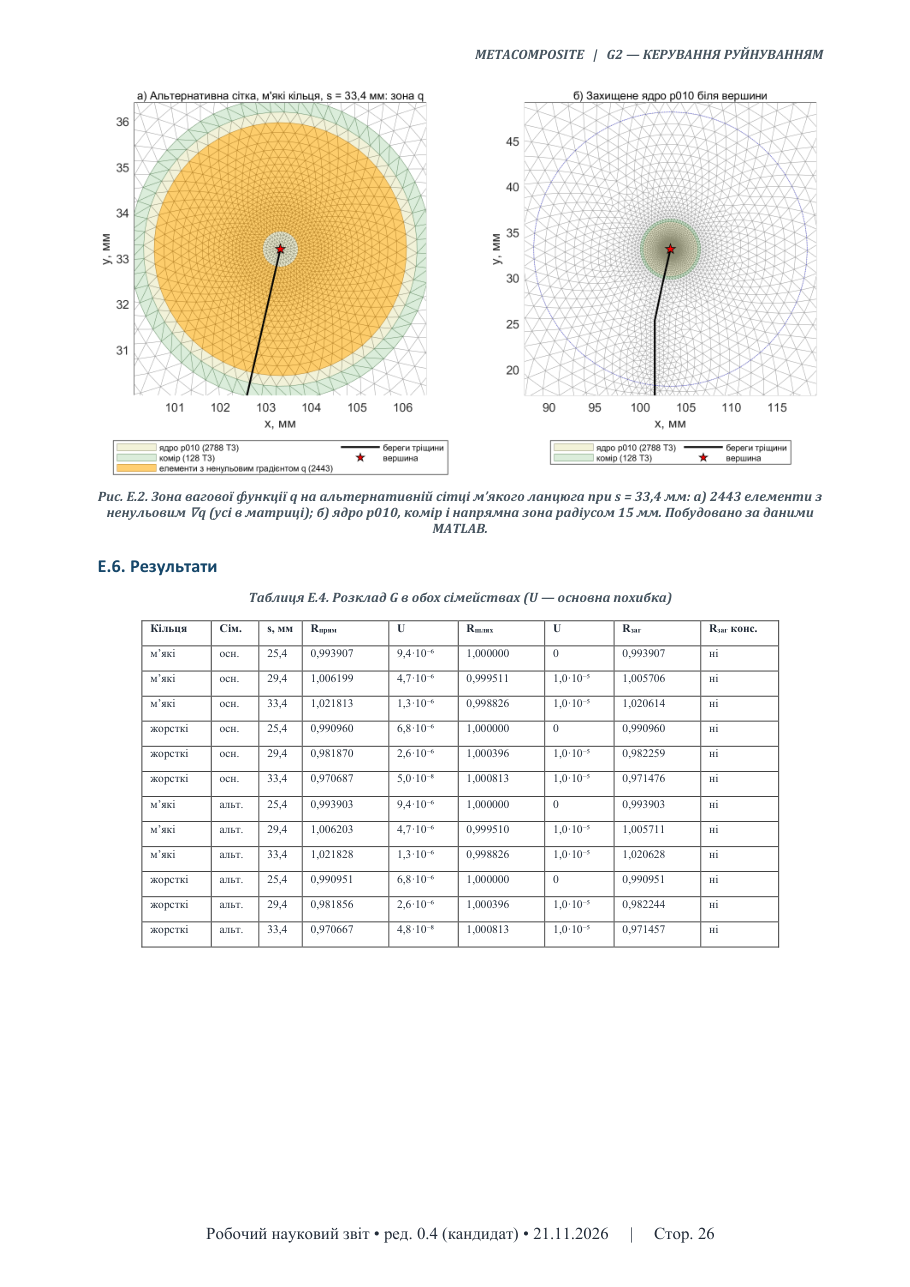 METACOMPOSITE | G2 — КЕРУВАННЯ РУЙНУВАННЯМ
а) Альтернативна сітка, м'які кільця, s = 33,4 мм: зона q
36
35
34
33
32
31
y, мм
101 102 103 104 105 106
x, мм
ядро p010 (2788 T3)
комір (128 T3)
елементи з ненульовим градієнтом q (2443)
береги тріщини
вершина
б) Захищене ядро p010 біля вершини
45
40
35
30
25
20
y, мм
90 95 100 105 110 115
x, мм
ядро p010 (2788 T3)
комір (128 T3)
береги тріщини
вершина
Рис. E.2. Зона вагової функції q на альтернативній сітці м’якого ланцюга при s = 33,4 мм: а) 2443 елементи з
ненульовим ∇q (усі в матриці); б) ядро p010, комір і напрямна зона радіусом 15 мм. Побудовано за даними
MATLAB.
E.6. Результати
Таблиця E.4. Розклад G в обох сімействах (U — основна похибка)
Кільця Сім. s, мм Rпрям U Rшлях U Rзаг Rзаг конс.
м’які осн. 25,4 0,993907 9,4·10⁻⁶ 1,000000 0 0,993907 ні
м’які осн. 29,4 1,006199 4,7·10⁻⁶ 0,999511 1,0·10⁻⁵ 1,005706 ні
м’які осн. 33,4 1,021813 1,3·10⁻⁶ 0,998826 1,0·10⁻⁵ 1,020614 ні
жорсткі осн. 25,4 0,990960 6,8·10⁻⁶ 1,000000 0 0,990960 ні
жорсткі осн. 29,4 0,981870 2,6·10⁻⁶ 1,000396 1,0·10⁻⁵ 0,982259 ні
жорсткі осн. 33,4 0,970687 5,0·10⁻⁸ 1,000813 1,0·10⁻⁵ 0,971476 ні
м’які альт. 25,4 0,993903 9,4·10⁻⁶ 1,000000 0 0,993903 ні
м’які альт. 29,4 1,006203 4,7·10⁻⁶ 0,999510 1,0·10⁻⁵ 1,005711 ні
м’які альт. 33,4 1,021828 1,3·10⁻⁶ 0,998826 1,0·10⁻⁵ 1,020628 ні
жорсткі альт. 25,4 0,990951 6,8·10⁻⁶ 1,000000 0 0,990951 ні
жорсткі альт. 29,4 0,981856 2,6·10⁻⁶ 1,000396 1,0·10⁻⁵ 0,982244 ні
жорсткі альт. 33,4 0,970667 4,8·10⁻⁸ 1,000813 1,0·10⁻⁵ 0,971457 ні
Робочий науковий звіт • ред. 0.4 (кандидат) • 21.11.2026 | Стор. 26